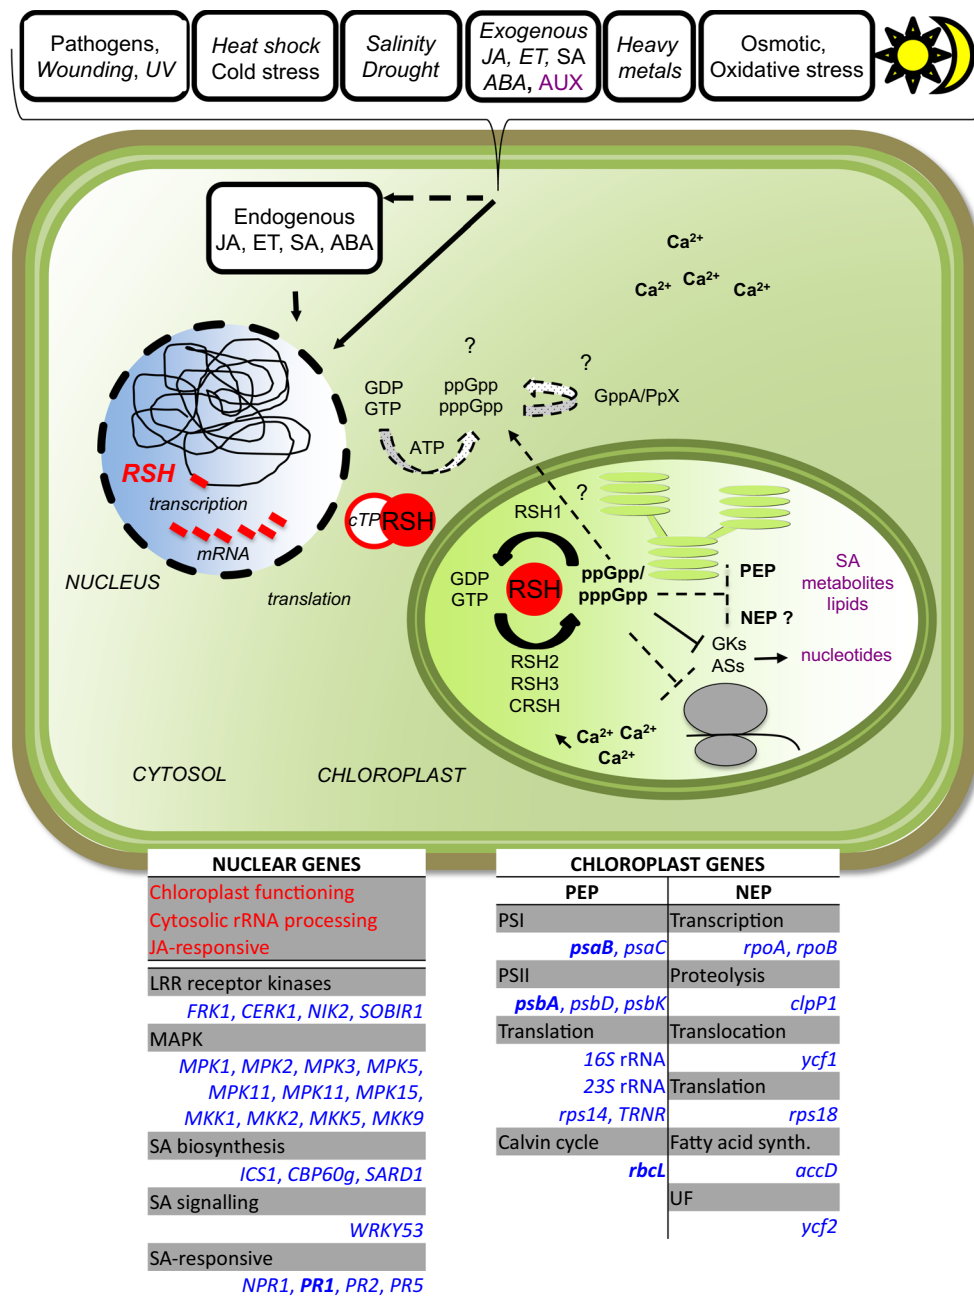 Pathogens,
Wounding, UV
Heat shock
Cold stress
Salinity
Drought
Exogenous
JA, ET, SA
ABA, AUX
Heavy
metals
Osmotic,
Oxidative stress
Endogenous
JA, ET, SA, ABA
Ca2+
Ca2+ Ca2+ Ca2+
?
?
GDP
GTP
ppGpp
pppGpp
GppA/PpX
ATP
RSH
transcription
mRNA
NUCLEUS
cTP RSH
translation
?
RSH1
GDP
GTP
RSH
ppGpp/
pppGpp
RSH2
RSH3
CRSH
PEP
NEP ?
SA
metabolites
lipids
GKs
ASs
nucleotides
Ca2+ Ca2+
Ca2+
CYTOSOL
CHLOROPLAST
NUCLEAR GENES
Chloroplast functioning
Cytosolic rRNA processing
JA-responsive
LRR receptor kinases
FRK1, CERK1, NIK2, SOBIR1
MAPK
MPK1, MPK2, MPK3, MPK5,
MPK11, MPK11, MPK15,
MKK1, MKK2, MKK5, MKK9
SA biosynthesis
ICS1, CBP60g, SARD1
SA signalling
WRKY53
SA-responsive
NPR1, PR1, PR2, PR5
CHLOROPLAST GENES
PEP NEP
PSI Transcription
psaB, psaC rpoA, rpoB
PSII Proteolysis
psbA, psbD, psbK clpP1
Translation Translocation
16S rRNA ycf1
23S rRNA Translation
rps14, TRNR rps18
Calvin cycle Fatty acid synth.
rbcL accD
UF
ycf2